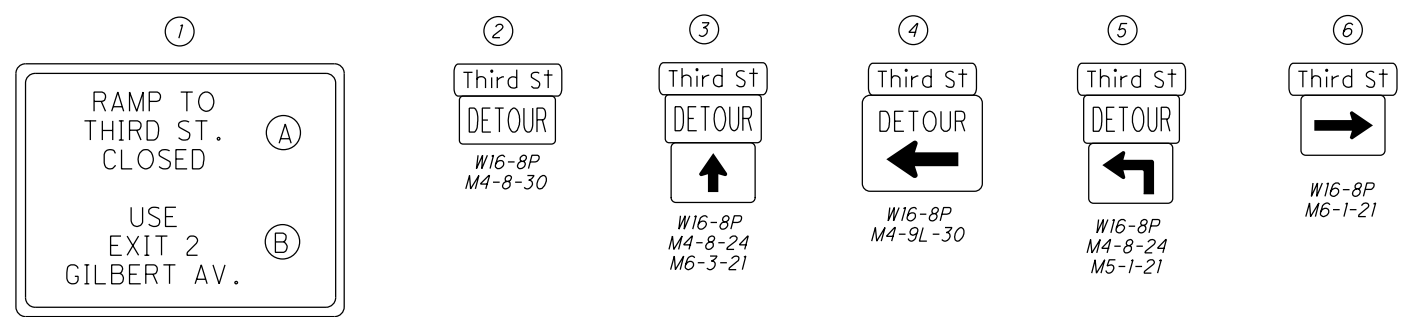 1
RAMP TO
THIRD ST.
CLOSED
A
USE
EXIT 2
GILBERT AV.
B
2
Third St
DETOUR
W16-8P
M4-8-30
3
Third St
DETOUR
W16-8P
M4-8-24
M6-3-21
4
Third St
DETOUR
W16-8P
M4-9L-30
5
Third St
DETOUR
W16-8P
M4-8-24
M5-1-21
6
Third St
W16-8P
M6-1-21